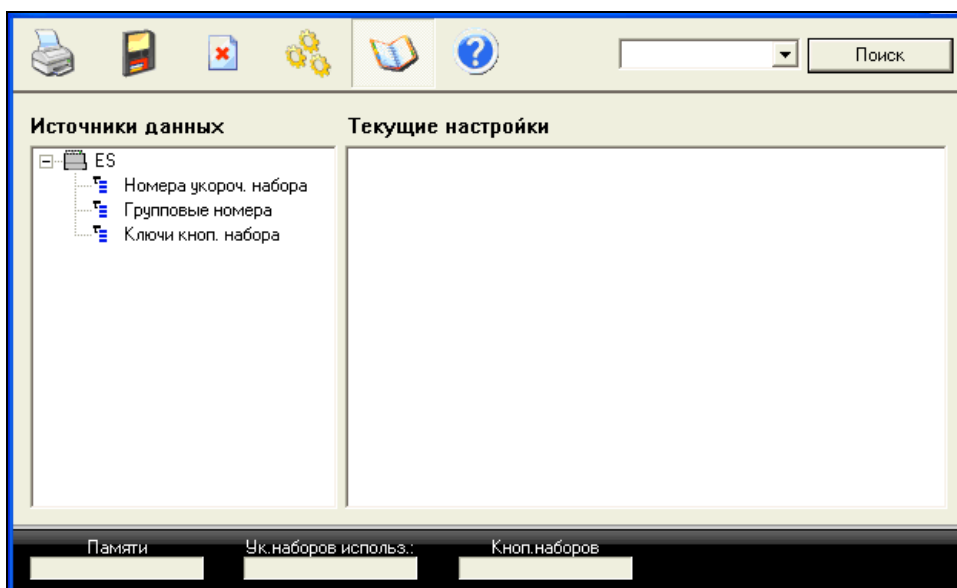 Поиск
Источники данных
Текущие настройки
ES
Номера укороч. набора
Групповые номера
Ключи кноп. набора
Памяти
Ук.наборов использ.:
Кноп.наборов